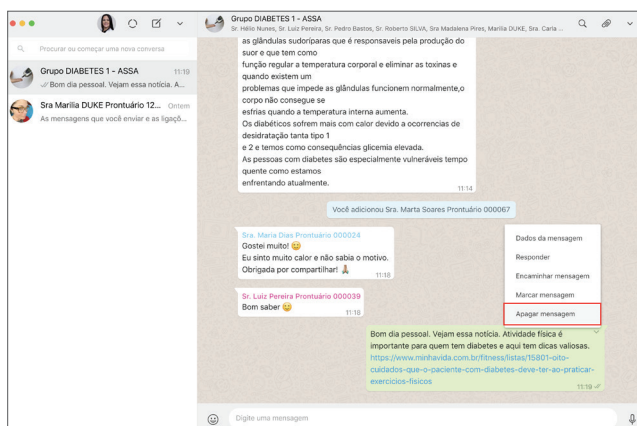 Grupo DIABETES 1 - ASSA
Sr. Hélio Nunes, Sr. Luiz Pereira, Sr. Pedro Bastos, Sr. Roberto SILVA, Sra Madalena Pires, Marilia DUKE, Sra. Carla ...
Procurar ou começar uma nova conversa
Grupo DIABETES 1 - ASSA 11:19
Bom dia pessoal. Vejam essa notícia. A...
Sra Marilia DUKE Prontuário 12... Ontem
As mensagens que você enviar e as ligaçõ...
as glândulas sudoríparas que é responsaveis pela produção do
suor e que tem como
função regular a temperatura corporal e eliminar as toxinas e
quando existem um
problemas que impede as glândulas funcionem normalmente,o
corpo não consegue se
esfrias quando a temperatura interna aumenta.
Os diabéticos sofrem mais com calor devido a ocorrencias de
desidratação tanta tipo 1
e 2 e temos como consequências glicemia elevada.
As pessoas com diabetes são especialmente vulneráveis tempo
quente como estamos
enfrentando atualmente.
11:14
Você adicionou Sra. Marta Soares Prontuário 000067
Sra. Maria Dias Prontuário 000024
Gostei muito!
Eu sinto muito calor e não sabia o motivo.
Obrigada por compartilhar!
11:18
Sr. Luiz Pereira Prontuário 000039
Bom saber
11:18
Dados da mensagem
Responder
Encaminhar mensagem
Marcar mensagem
Apagar mensagem
Bom dia pessoal. Vejam essa notícia. Atividade física é
importante para quem tem diabetes e aqui tem dicas valiosas.
https://www.minhavida.com.br/fitness/listas/15801-oito-
cuidados-que-o-paciente-com-diabetes-deve-ter-ao-praticar-
exercicios-fisicos
11:19
Digite uma mensagem